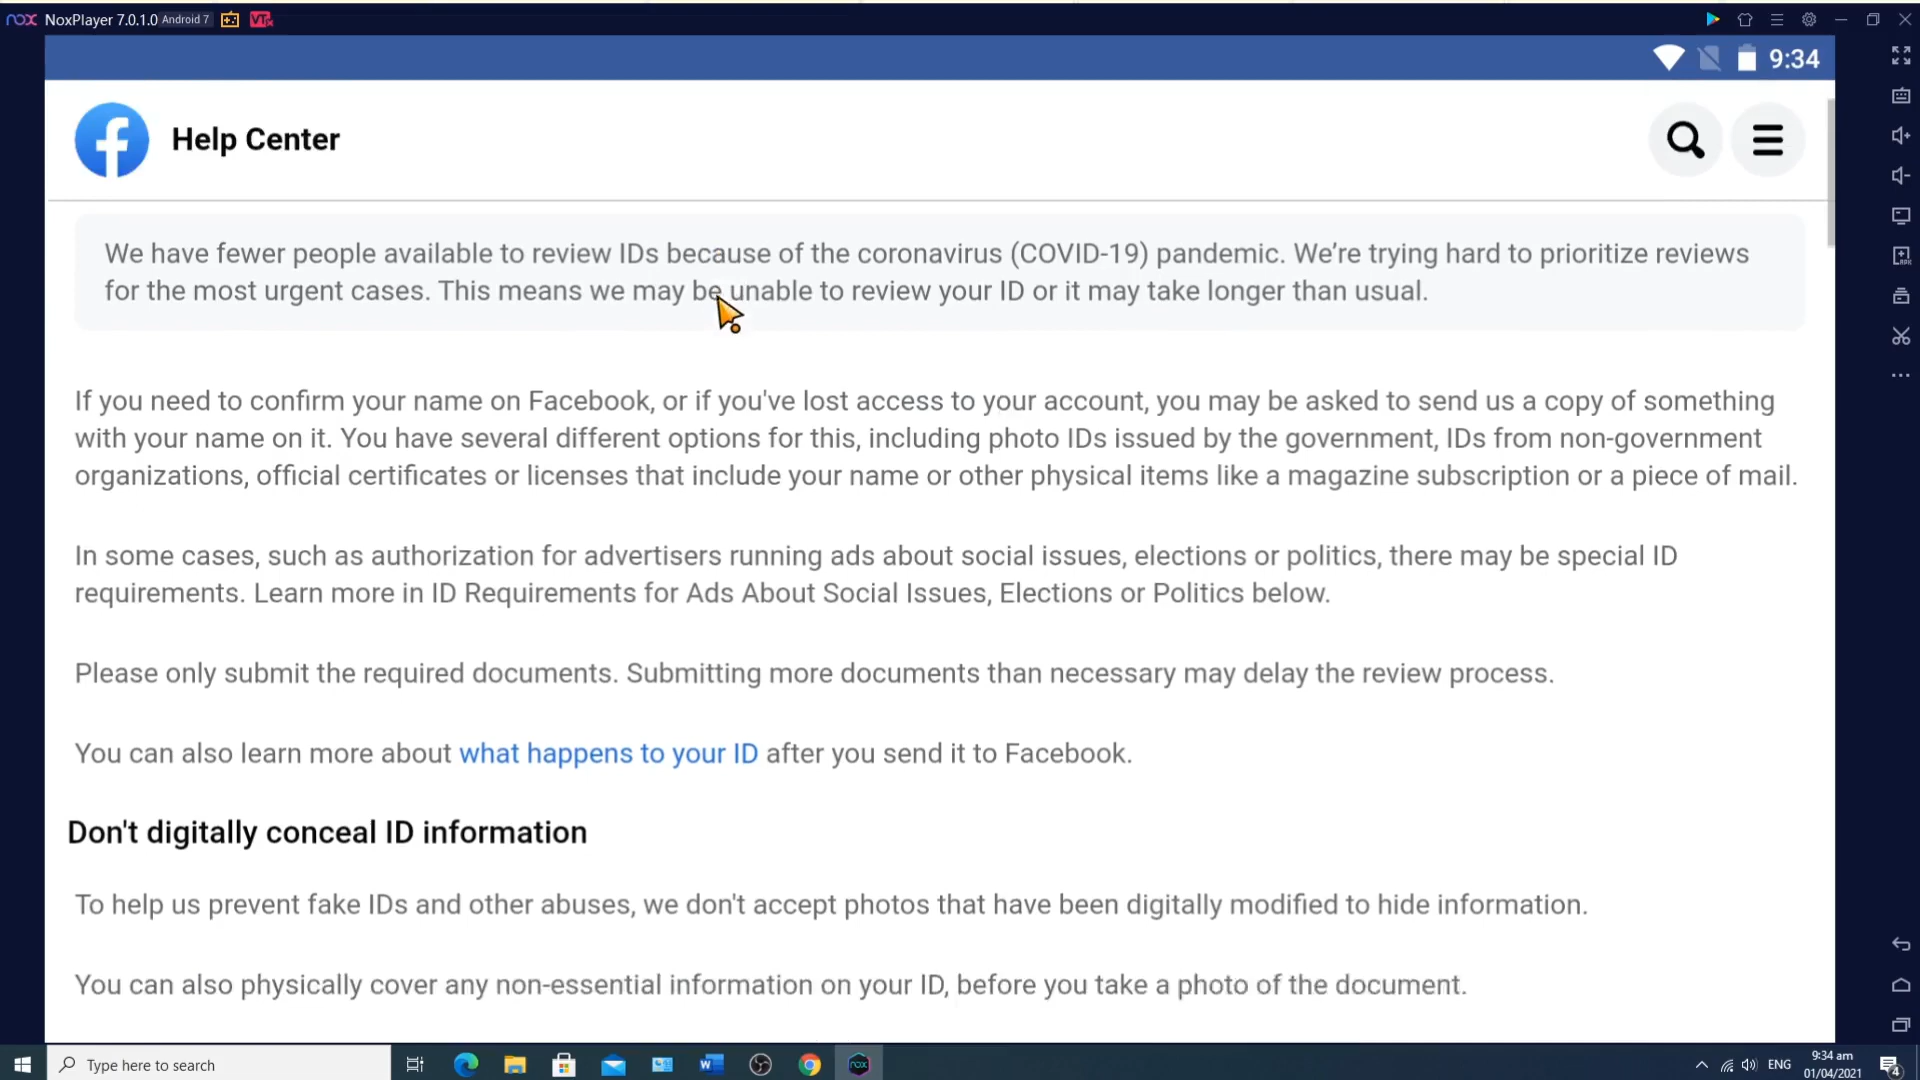 nox NoxPlayer 7.0.1.0 Android 7
9:34
Help Center
We have fewer people available to review IDs because of the coronavirus (COVID-19) pandemic. We’re trying hard to prioritize reviews
for the most urgent cases. This means we may be unable to review your ID or it may take longer than usual.
If you need to confirm your name on Facebook, or if you've lost access to your account, you may be asked to send us a copy of something
with your name on it. You have several different options for this, including photo IDs issued by the government, IDs from non-government
organizations, official certificates or licenses that include your name or other physical items like a magazine subscription or a piece of mail.
In some cases, such as authorization for advertisers running ads about social issues, elections or politics, there may be special ID
requirements. Learn more in ID Requirements for Ads About Social Issues, Elections or Politics below.
Please only submit the required documents. Submitting more documents than necessary may delay the review process.
You can also learn more about what happens to your ID after you send it to Facebook.
Don't digitally conceal ID information
To help us prevent fake IDs and other abuses, we don't accept photos that have been digitally modified to hide information.
You can also physically cover any non-essential information on your ID, before you take a photo of the document.
Type here to search
ENG
9:34 am
01/04/2021
4